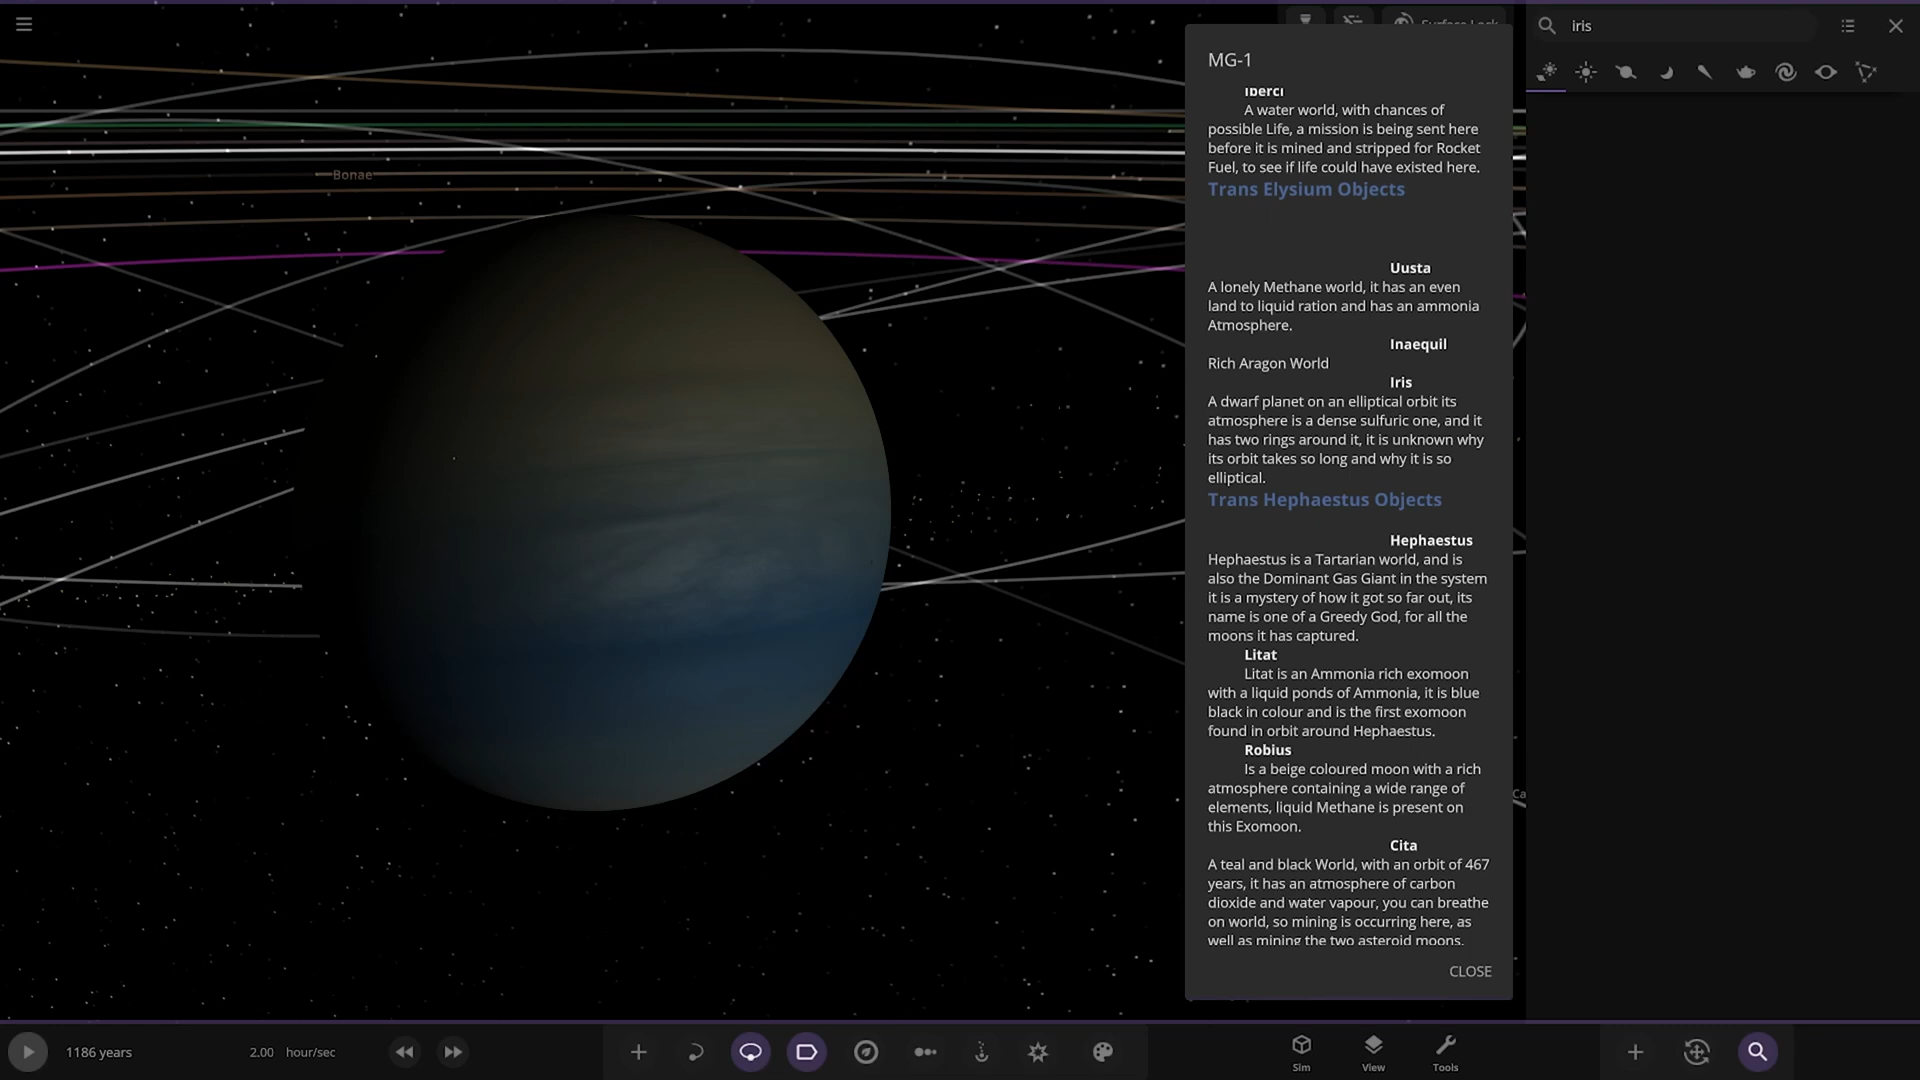 Surface Lock
iris
MG-1
Iberci
A water world, with chances of
possible Life, a mission is being sent here
before it is mined and stripped for Rocket
Fuel, to see if life could have existed here.
Trans Elysium Objects
Uusta
A lonely Methane world, it has an even
land to liquid ration and has an ammonia
Atmosphere.
Inaequil
Rich Aragon World
Iris
A dwarf planet on an elliptical orbit its
atmosphere is a dense sulfuric one, and it
has two rings around it, it is unknown why
its orbit takes so long and why it is so
elliptical.
Trans Hephaestus Objects
Hephaestus
Hephaestus is a Tartarian world, and is
also the Dominant Gas Giant in the system
it is a mystery of how it got so far out, its
name is one of a Greedy God, for all the
moons it has captured.
Litat
Litat is an Ammonia rich exomoon
with a liquid ponds of Ammonia, it is blue
black in colour and is the first exomoon
found in orbit around Hephaestus.
Robius
Is a beige coloured moon with a rich
atmosphere containing a wide range of
elements, liquid Methane is present on
this Exomoon.
Cita
A teal and black World, with an orbit of 467
years, it has an atmosphere of carbon
dioxide and water vapour, you can breathe
on world, so mining is occurring here, as
well as mining the two asteroid moons.
CLOSE
Bonae
Ca
1186 years
2.00 hour/sec
Sim
View
Tools